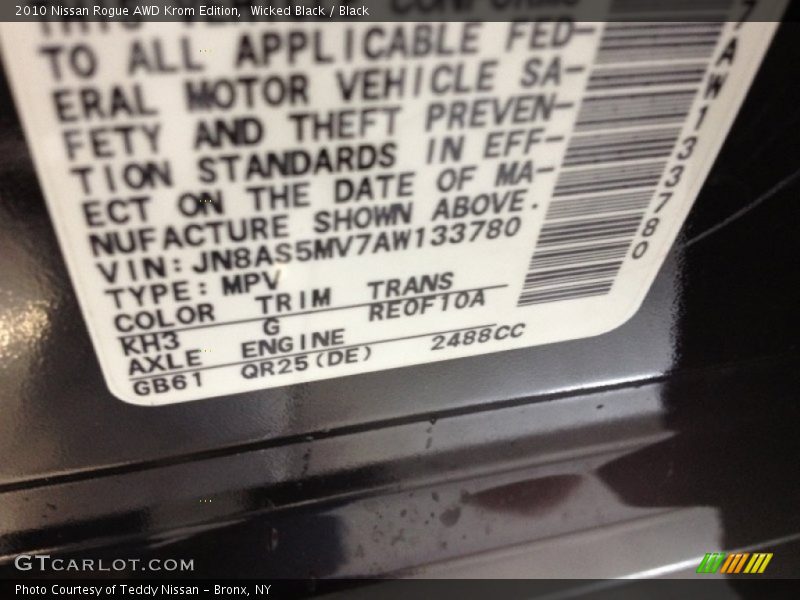 2010 Nissan Rogue AWD Krom Edition, Wicked Black / Black
CONFORMS
TO ALL APPLICABLE FED-
ERAL MOTOR VEHICLE SA-
FETY AND THEFT PREVEN-
TION STANDARDS IN EFF-
ECT ON THE DATE OF MA-
NUFACTURE SHOWN ABOVE.
VIN:JN8AS5MV7AW133780
TYPE:MPV
COLOR TRIM TRANS
KH3 G RE0F10A
AXLE ENGINE
GB61 QR25(DE) 2488CC
7AW133780
GTCARLOT.COM
Photo Courtesy of Teddy Nissan - Bronx, NY